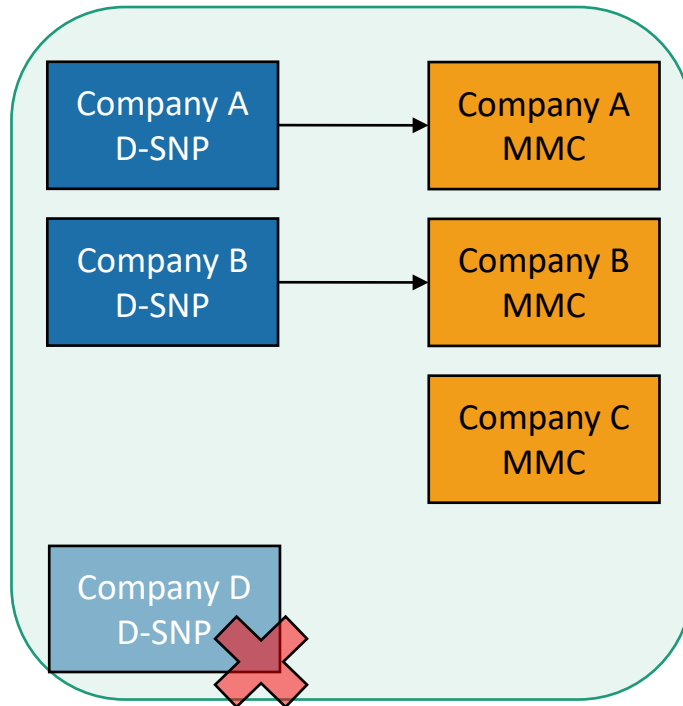 Company A
D-SNP
Company A
MMC
Company B
D-SNP
Company B
MMC
Company C
MMC
Company D
D-SNP